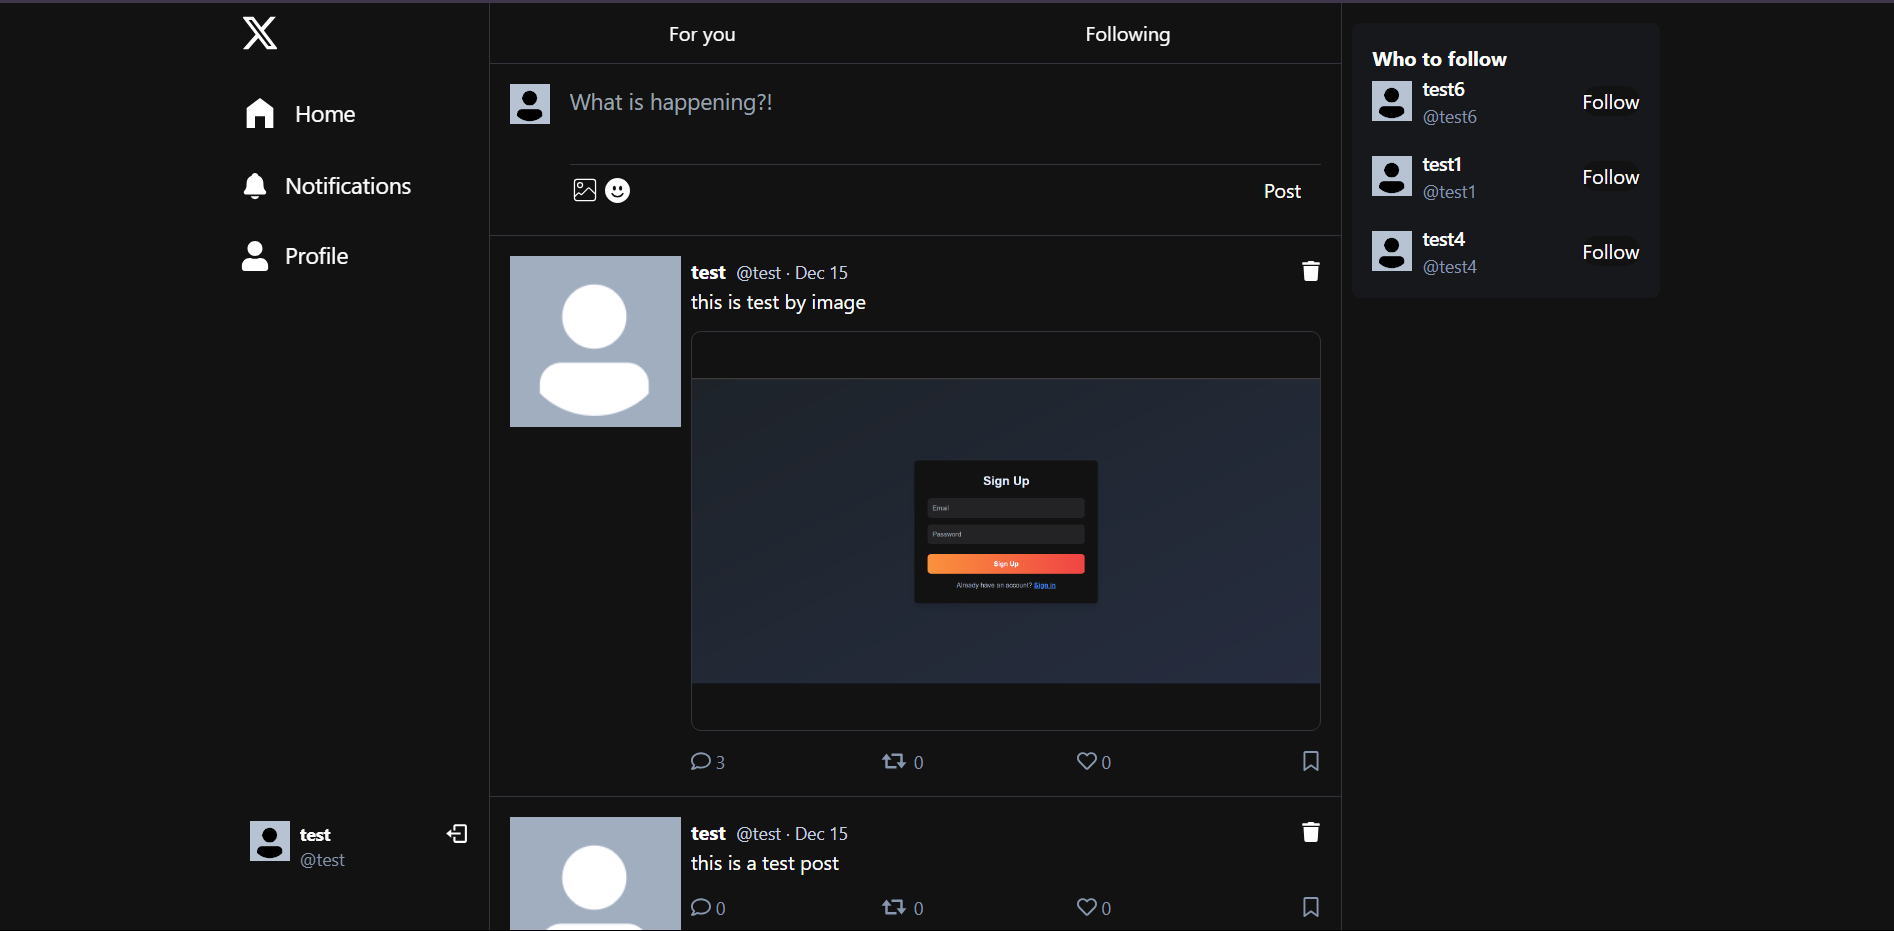 Home
Notifications
Profile
test
@test
For you
Following
What is happening?!
Post
test @test · Dec 15
this is test by image
Sign Up
Email
Password
Sign Up
Already have an account? Sign in
3
0
0
test @test · Dec 15
this is a test post
0
0
0
Who to follow
test6
@test6
Follow
test1
@test1
Follow
test4
@test4
Follow